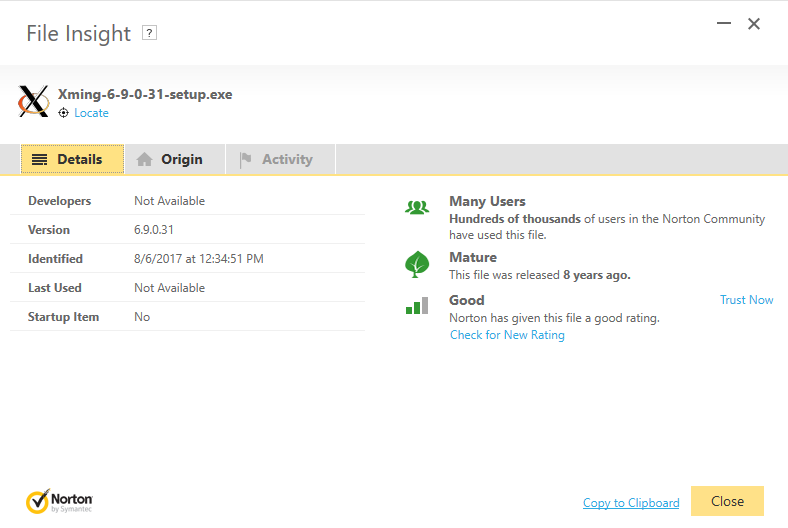 File Insight ?
Xming-6-9-0-31-setup.exe
Locate
Details Origin Activity
Developers Not Available
Version 6.9.0.31
Identified 8/6/2017 at 12:34:51 PM
Last Used Not Available
Startup Item No
Many Users
Hundreds of thousands of users in the Norton Community
have used this file.
Mature
This file was released 8 years ago.
Good Trust Now
Norton has given this file a good rating.
Check for New Rating
Norton
by Symantec
Copy to Clipboard Close